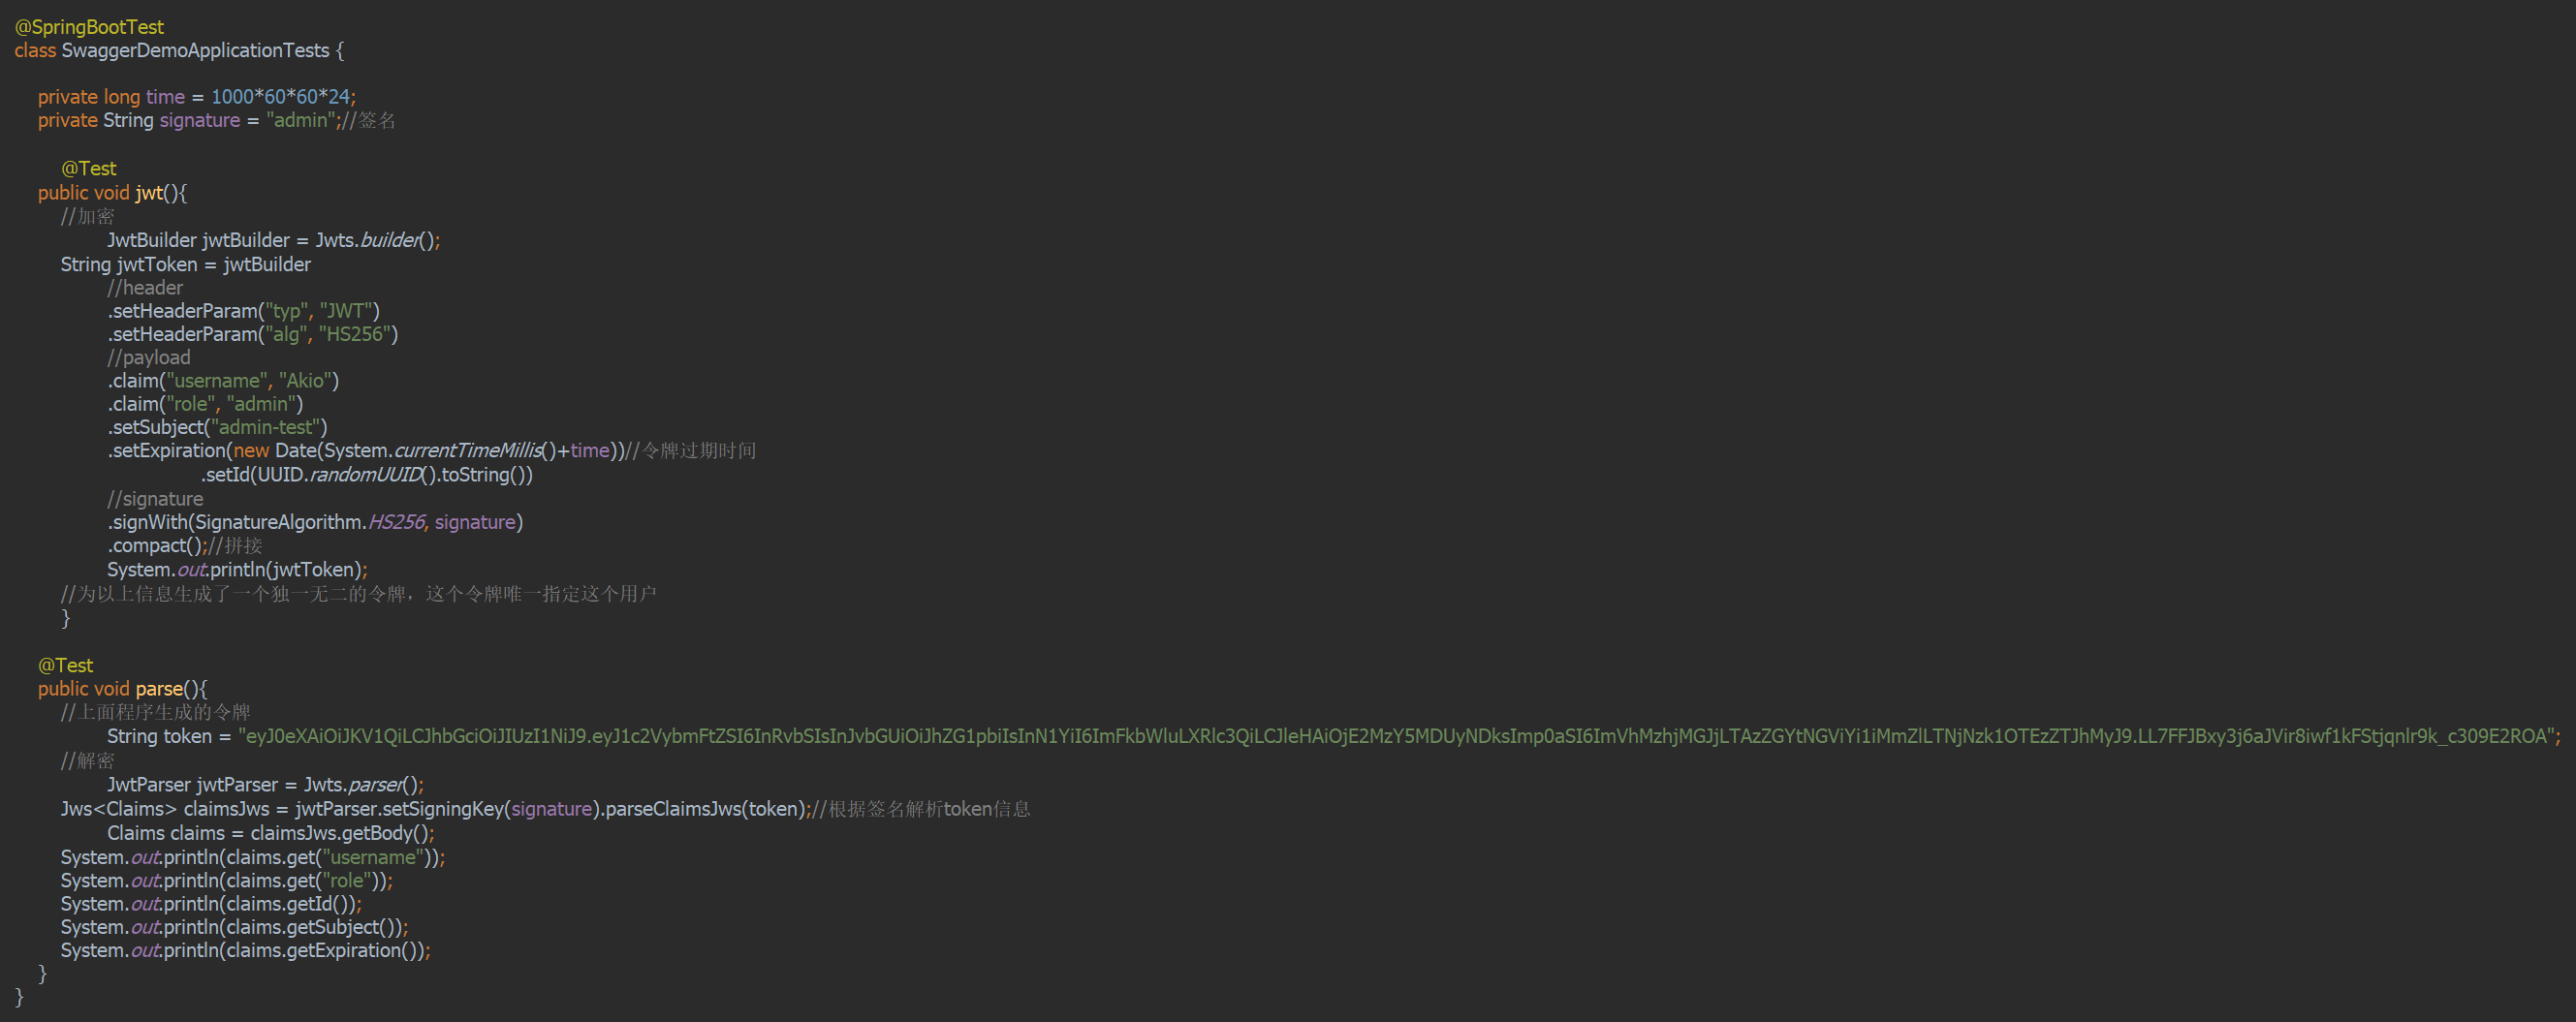 @SpringBootTest
class SwaggerDemoApplicationTests {
private long time = 1000*60*60*24;
private String signature = "admin";//签名
@Test
public void jwt(){
//加密
JwtBuilder jwtBuilder = Jwts.builder();
String jwtToken = jwtBuilder
//header
.setHeaderParam("typ", "JWT")
.setHeaderParam("alg", "HS256")
//payload
.claim("username", "Akio")
.claim("role", "admin")
.setSubject("admin-test")
.setExpiration(new Date(System.currentTimeMillis()+time))//令牌过期时间
.setId(UUID.randomUUID().toString())
//signature
.signWith(SignatureAlgorithm.HS256, signature)
.compact();//拼接
System.out.println(jwtToken);
//为以上信息生成了一个独一无二的令牌，这个令牌唯一指定这个用户
}
@Test
public void parse(){
//上面程序生成的令牌
String token = "eyJ0eXAiOiJKV1QiLCJhbGciOiJIUzI1NiJ9.eyJ1c2VybmFtZSI6InRvbSIsInJvbGUiOiJhZG1pbiIsInN1YiI6ImFkbWluLXRlc3QiLCJleHAiOjE2MzY5MDUyNDksImp0aSI6ImVhMzhjMGJjLTAzZGYtNGViYi1iMmZlLTNjNzk1OTEzZTJhMyJ9.LL7FFJBxy3j6aJVir8iwf1kFStjqnlr9k_c309E2ROA";
//解密
JwtParser jwtParser = Jwts.parser();
Jws<Claims> claimsJws = jwtParser.setSigningKey(signature).parseClaimsJws(token);//根据签名解析token信息
Claims claims = claimsJws.getBody();
System.out.println(claims.get("username"));
System.out.println(claims.get("role"));
System.out.println(claims.getId());
System.out.println(claims.getSubject());
System.out.println(claims.getExpiration());
}
}